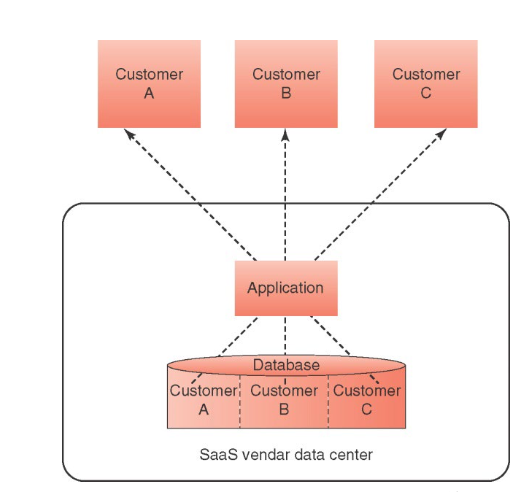 Customer
A
Customer
B
Customer
C
Application
Database
Customer
A
Customer
B
Customer
C
SaaS vendar data center